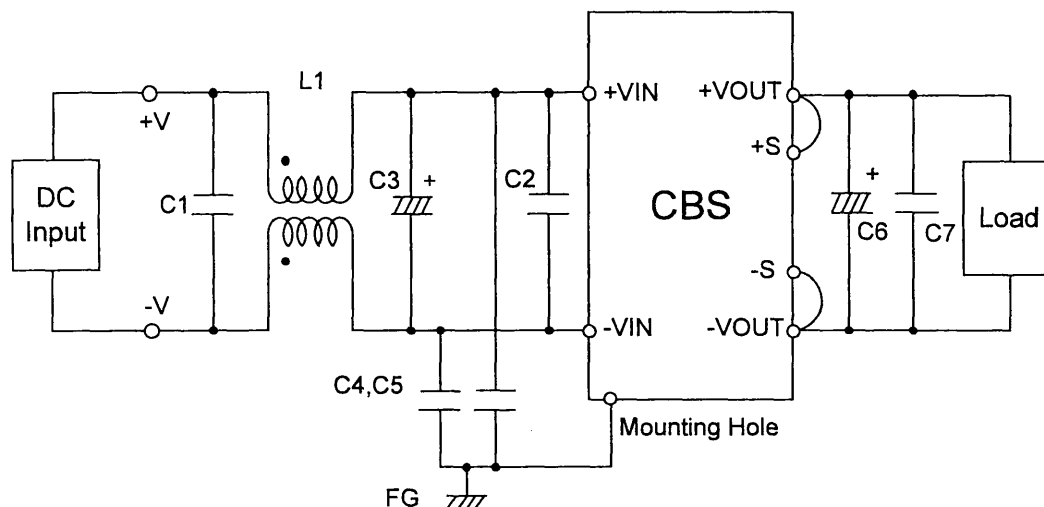 L1
+V
+VIN
+VOUT
+S
DC
Input
C1
C3
+
C2
CBS
+
C6
C7
Load
-S
-V
-VIN
-VOUT
C4,C5
Mounting Hole
FG